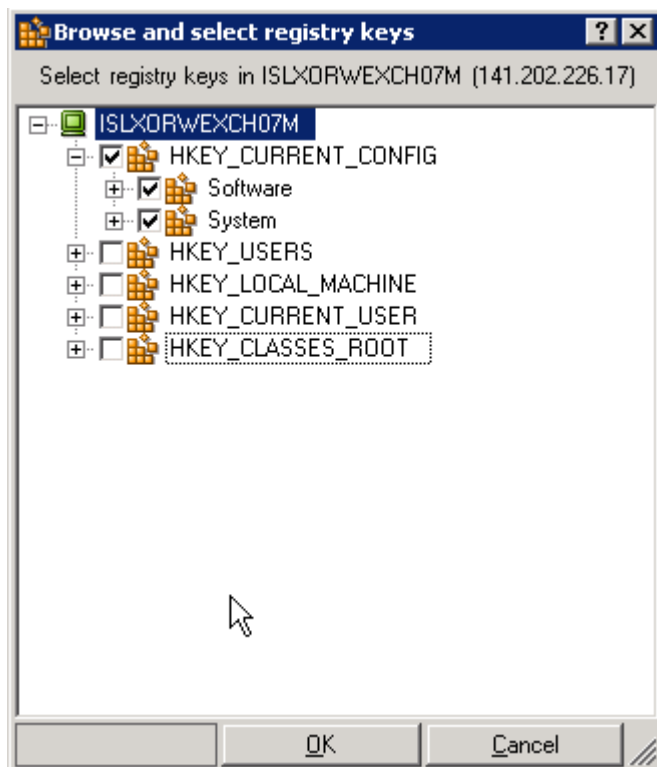 Browse and select registry keys
Select registry keys in ISLXORWEXCH07M (141.202.226.17)
ISLXORWEXCH07M
HKEY_CURRENT_CONFIG
Software
System
HKEY_USERS
HKEY_LOCAL_MACHINE
HKEY_CURRENT_USER
HKEY_CLASSES_ROOT
OK Cancel